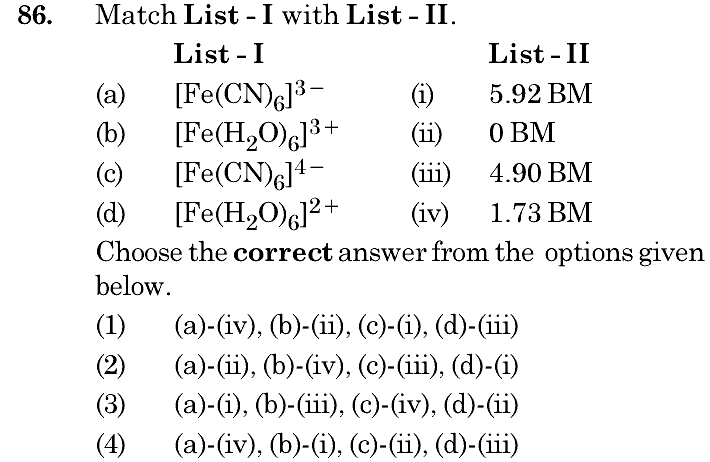 86. Match List - I with List - II.
List - I List - II
(a) [Fe(CN)₆]³⁻ (i) 5.92 BM
(b) [Fe(H₂O)₆]³⁺ (ii) 0 BM
(c) [Fe(CN)₆]⁴⁻ (iii) 4.90 BM
(d) [Fe(H₂O)₆]²⁺ (iv) 1.73 BM
Choose the correct answer from the options given
below.
(1) (a)-(iv), (b)-(ii), (c)-(i), (d)-(iii)
(2) (a)-(ii), (b)-(iv), (c)-(iii), (d)-(i)
(3) (a)-(i), (b)-(iii), (c)-(iv), (d)-(ii)
(4) (a)-(iv), (b)-(i), (c)-(ii), (d)-(iii)